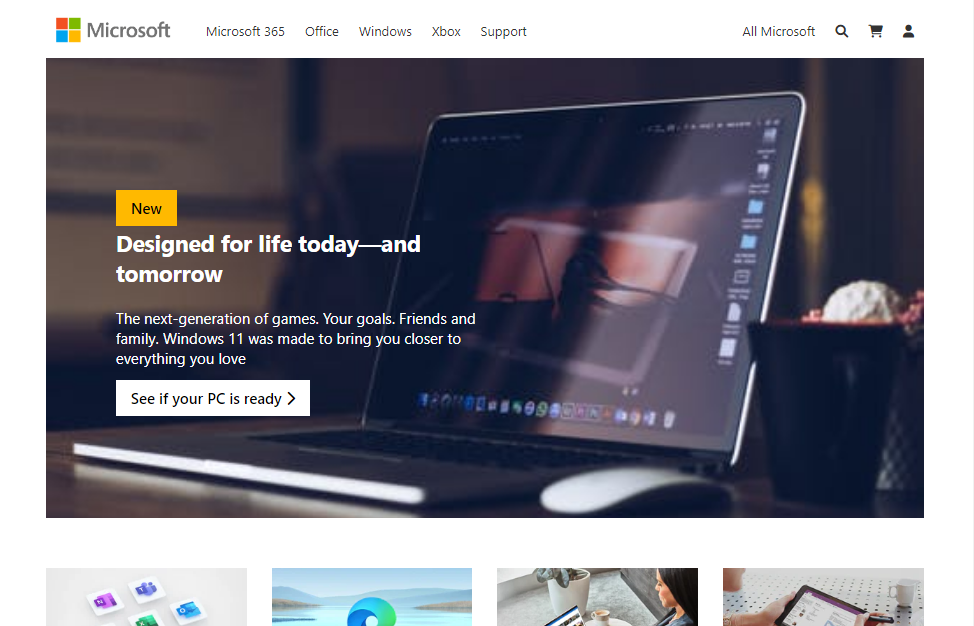 Microsoft
Microsoft 365
Office
Windows
Xbox
Support
All Microsoft
New
Designed for life today—and
tomorrow
The next-generation of games. Your goals. Friends and
family. Windows 11 was made to bring you closer to
everything you love
See if your PC is ready